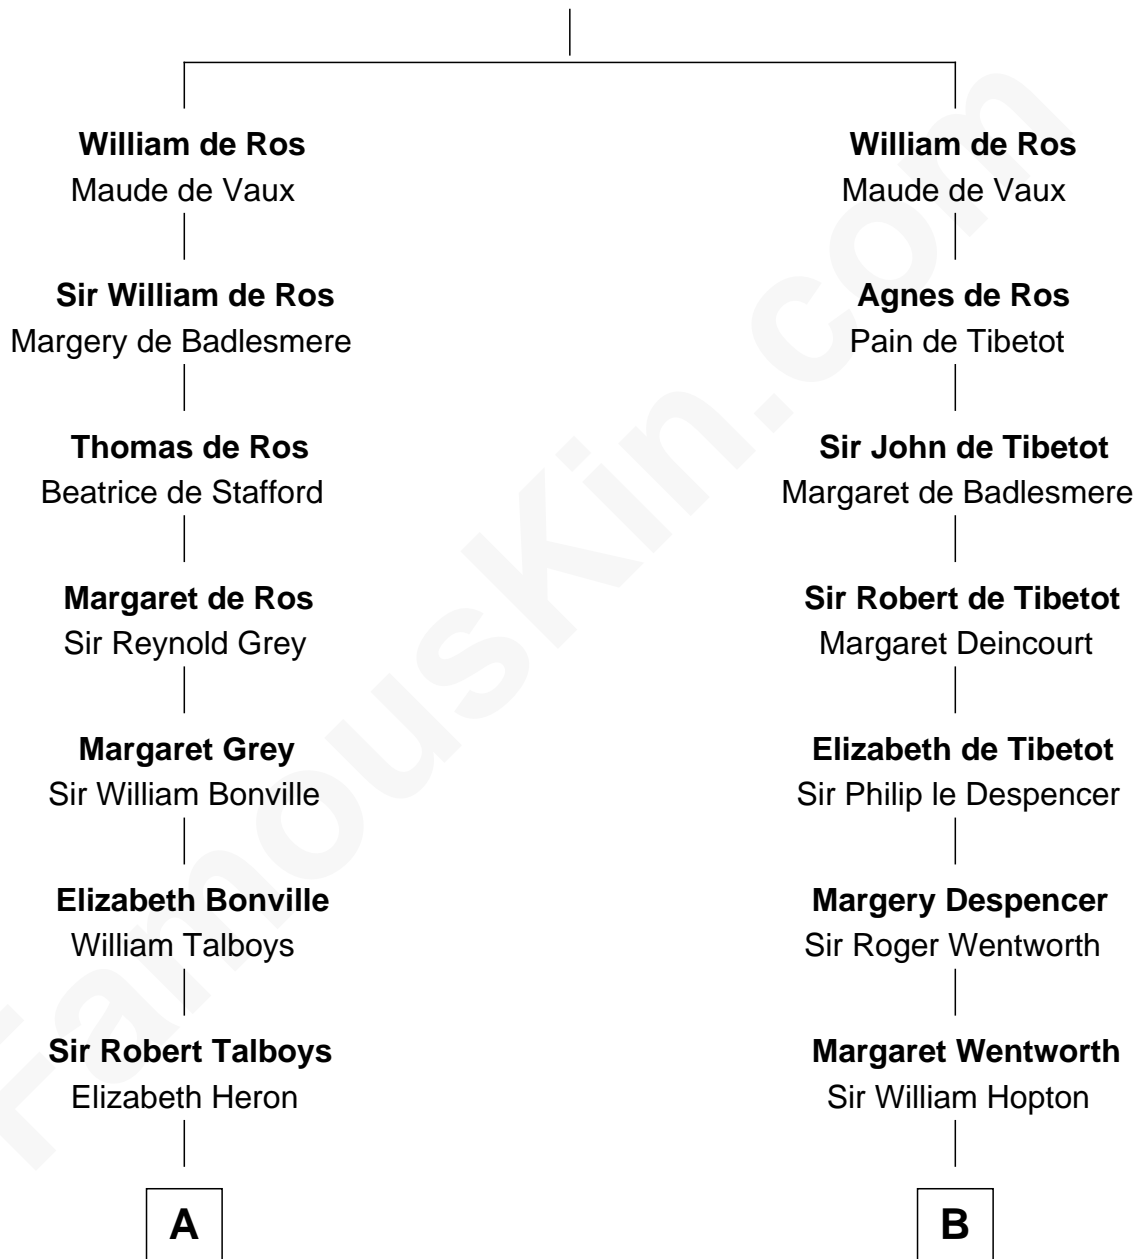 William de Ros
Maude de Vaux
Sir William de Ros
Margery de Badlesmere
Thomas de Ros
Beatrice de Stafford
Margaret de Ros
Sir Reynold Grey
Margaret Grey
Sir William Bonville
Elizabeth Bonville
William Talboys
Sir Robert Talboys
Elizabeth Heron
A
William de Ros
Maude de Vaux
Agnes de Ros
Pain de Tibetot
Sir John de Tibetot
Margaret de Badlesmere
Sir Robert de Tibetot
Margaret Deincourt
Elizabeth de Tibetot
Sir Philip le Despencer
Margery Despencer
Sir Roger Wentworth
Margaret Wentworth
Sir William Hopton
B
FamousKin.com